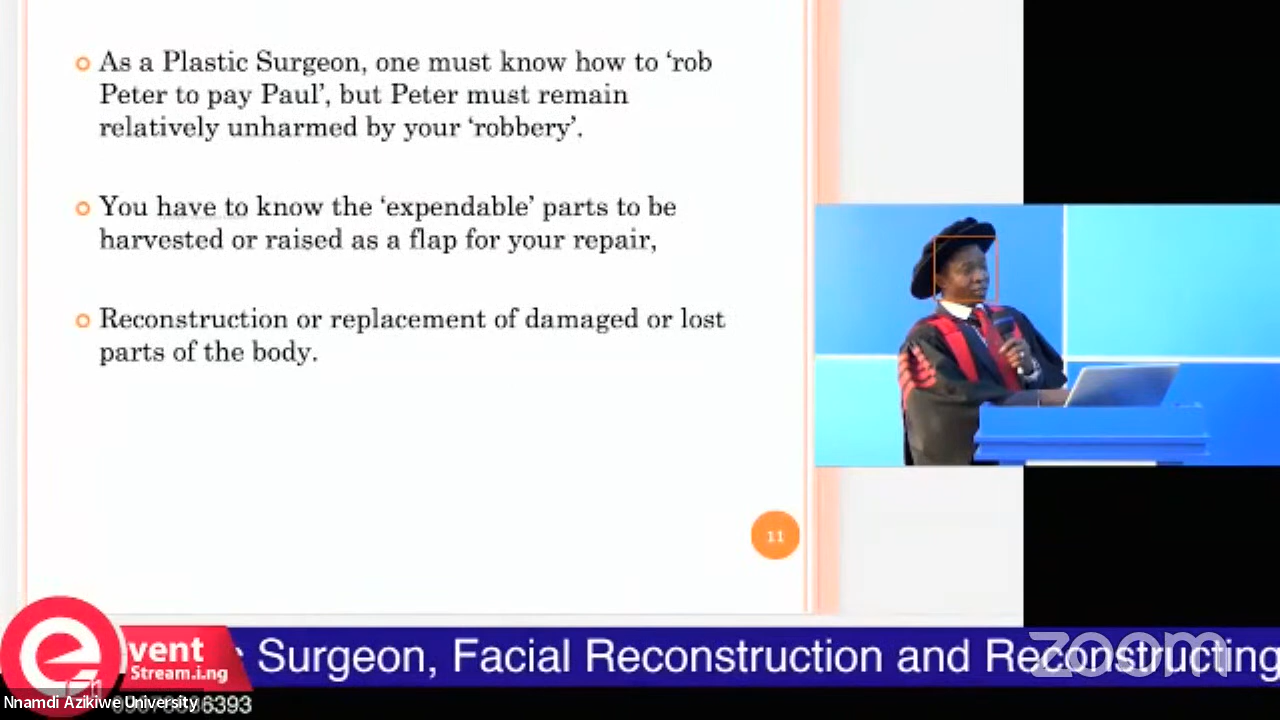 As a Plastic Surgeon, one must know how to ‘rob
Peter to pay Paul’, but Peter must remain
relatively unharmed by your ‘robbery’.
You have to know the ‘expendable’ parts to be
harvested or raised as a flap for your repair,
Reconstruction or replacement of damaged or lost
parts of the body.
11
event
Stream.i.ng
c Surgeon, Facial Reconstruction and Reconstructing
zoom
Nnamdi Azikiwe University